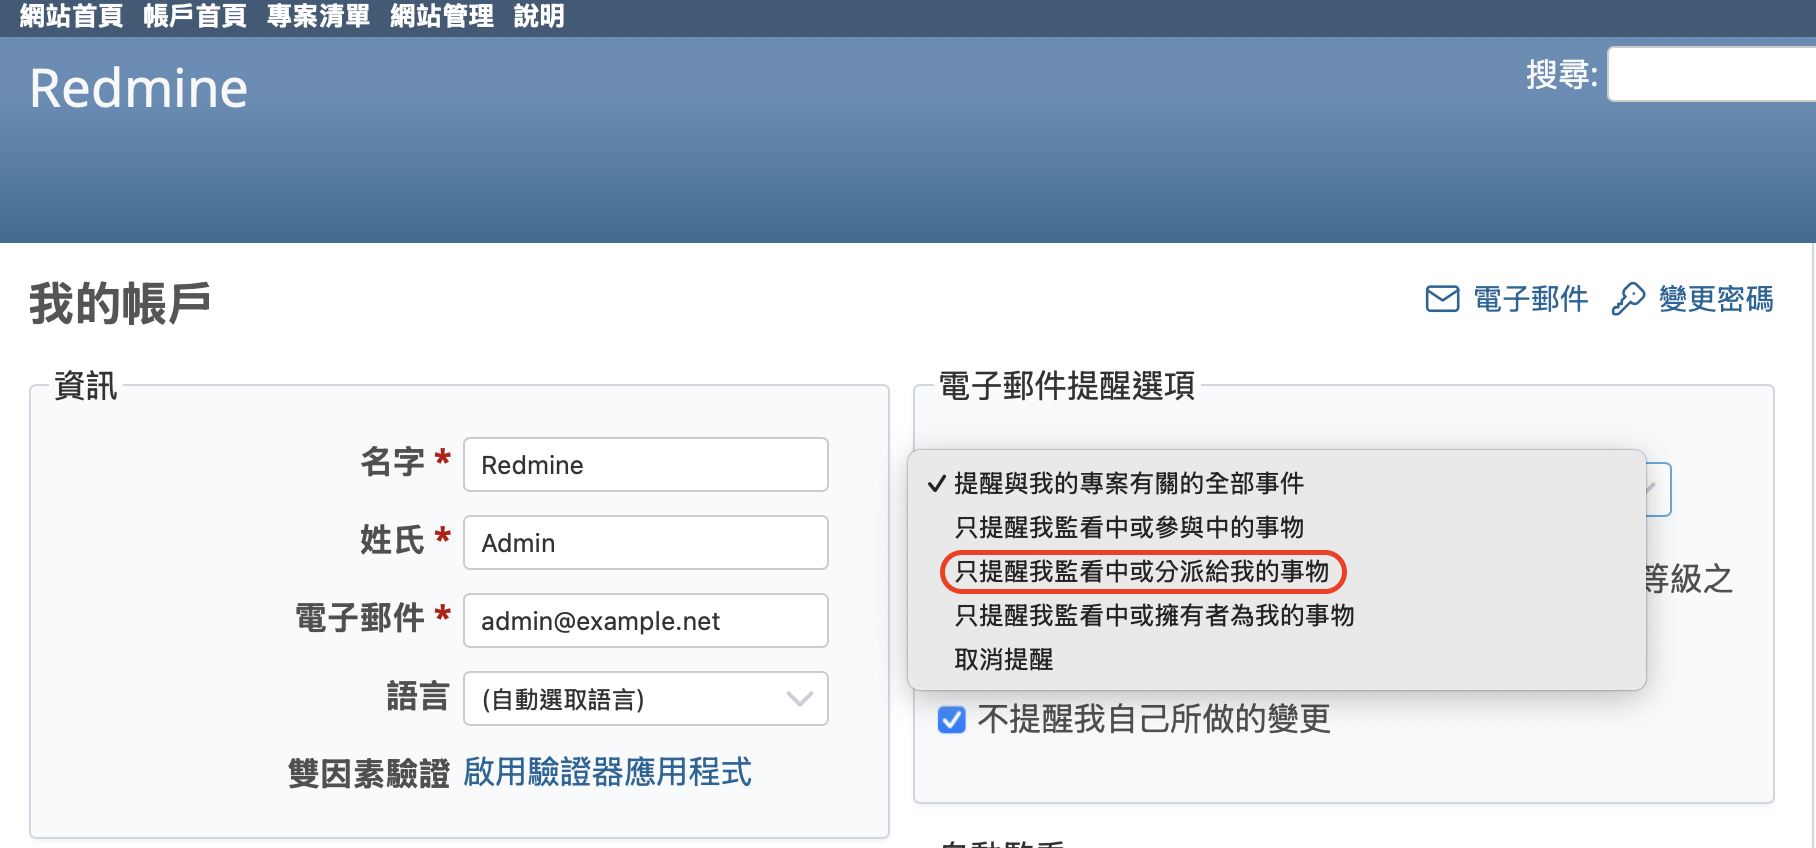 網站首頁 帳戶首頁 專案清單 網站管理 說明
Redmine
搜尋:
我的帳戶
電子郵件 變更密碼
資訊
名字 *
Redmine
姓氏 *
Admin
電子郵件 *
admin@example.net
語言
(自動選取語言)
雙因素驗證 啟用驗證器應用程式
電子郵件提醒選項
提醒與我的專案有關的全部事件
只提醒我監看中或參與中的事物
只提醒我監看中或分派給我的事物
只提醒我監看中或擁有者為我的事物
取消提醒
等級之
不提醒我自己所做的變更